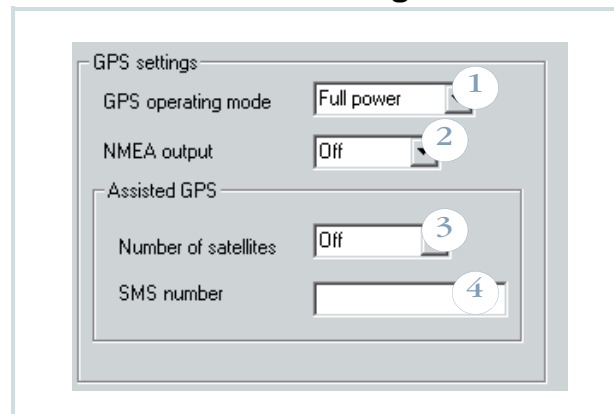 GPS settings
GPS operating mode Full power 1
NMEA output Off 2
Assisted GPS
Number of satellites Off 3
SMS number 4